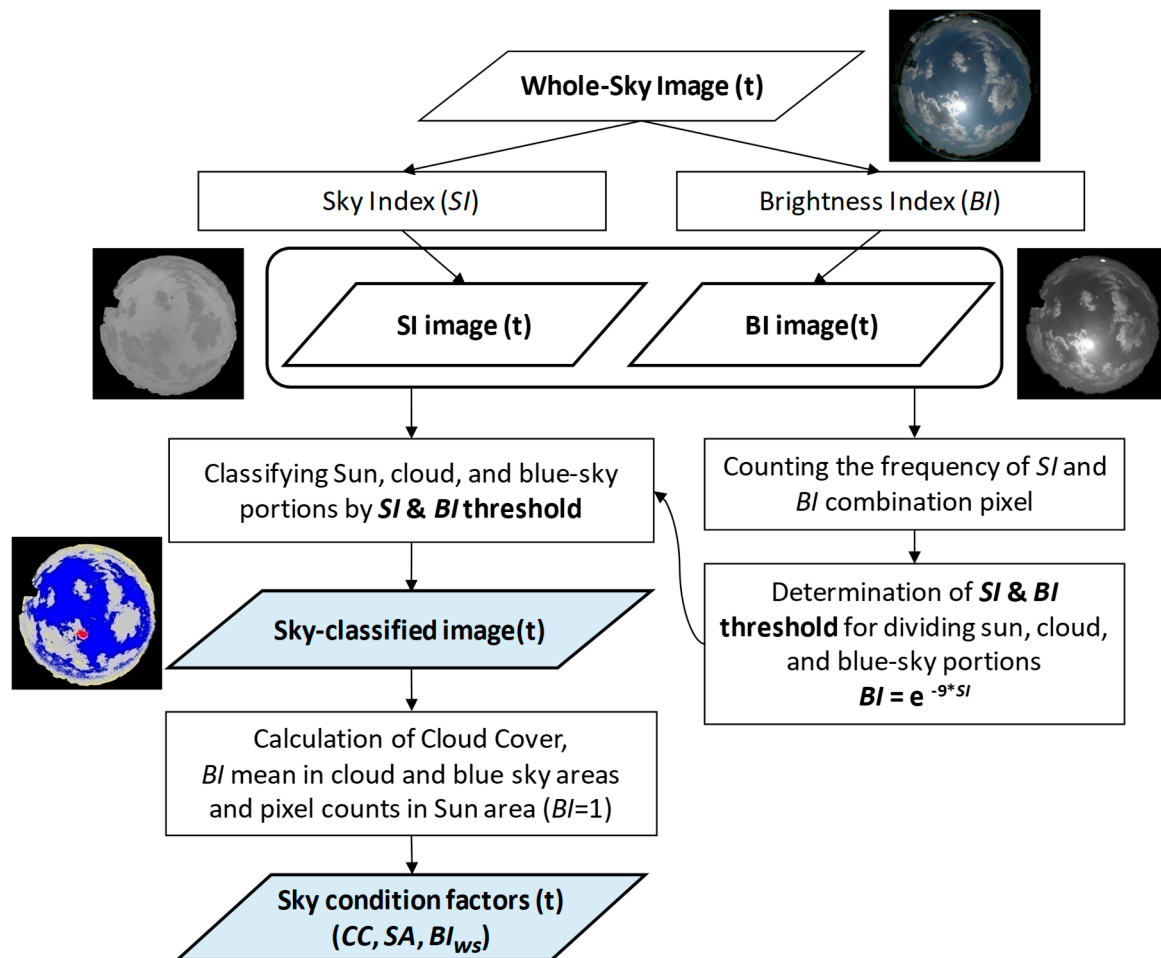 Whole-Sky Image (t)
Sky Index (SI)
Brightness Index (BI)
SI image (t)
BI image(t)
Classifying Sun, cloud, and blue-sky
portions by SI & BI threshold
Counting the frequency of SI and
BI combination pixel
Determination of SI & BI
threshold for dividing sun, cloud,
and blue-sky portions
BI = e -9*SI
Sky-classified image(t)
Calculation of Cloud Cover,
BI mean in cloud and blue sky areas
and pixel counts in Sun area (BI=1)
Sky condition factors (t)
(CC, SA, BIws)